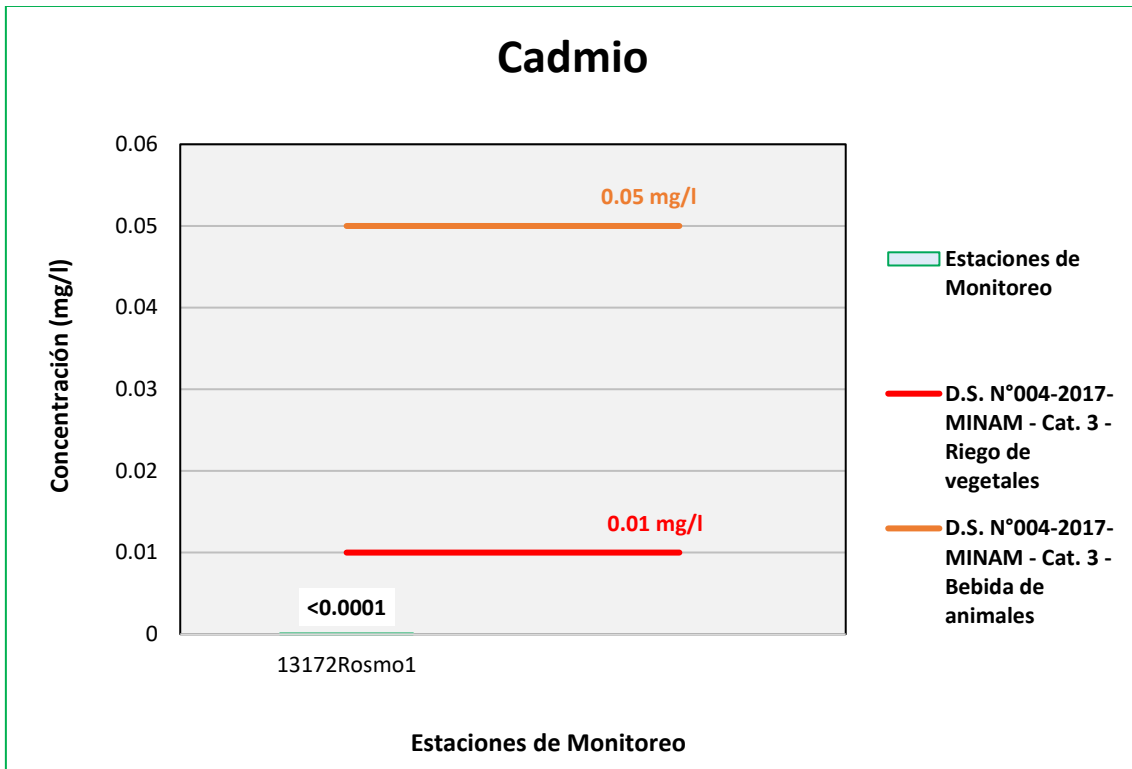 Cadmio
Concentración (mg/l)
0.06
0.05
0.04
0.03
0.02
0.01
0
0.05 mg/l
0.01 mg/l
<0.0001
13172Rosmo1
Estaciones de Monitoreo
Estaciones de
Monitoreo
D.S. N°004-2017-
MINAM - Cat. 3 -
Riego de
vegetales
D.S. N°004-2017-
MINAM - Cat. 3 -
Bebida de
animales